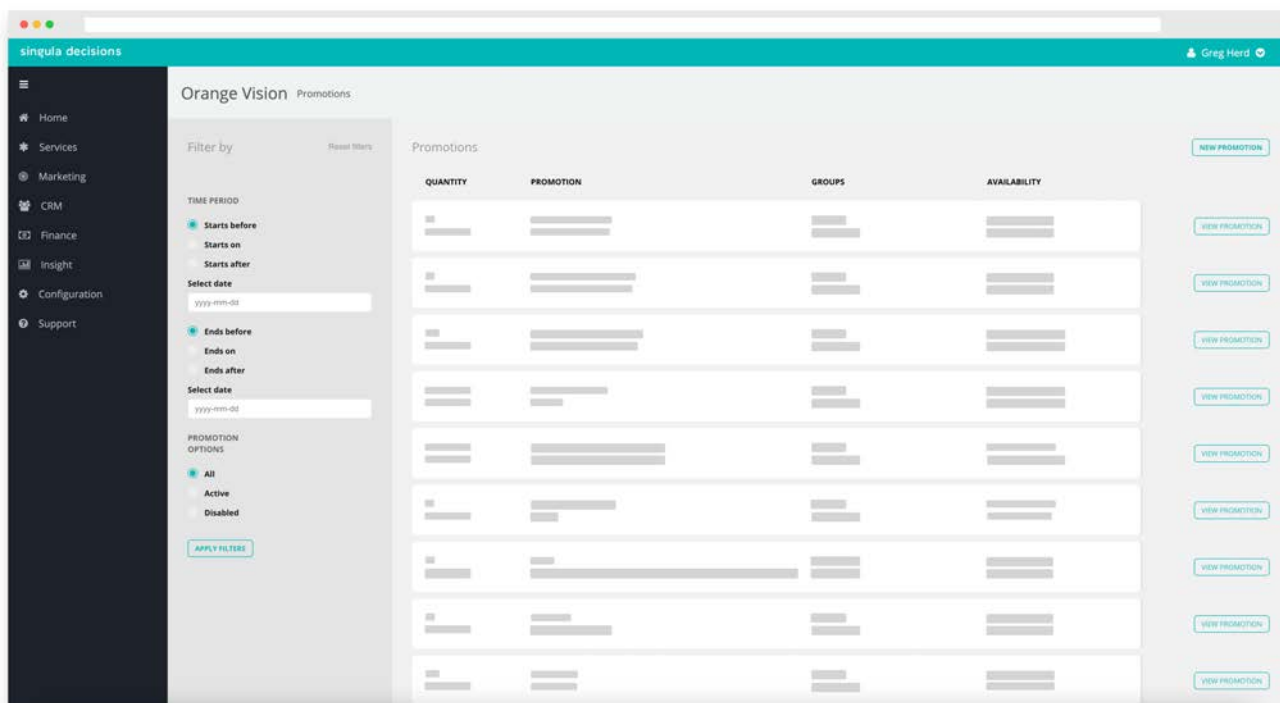 singula decisions
Greg Herd
Orange Vision Promotions
Home
Services
Marketing
CRM
Finance
Insight
Configuration
Support
Filter by Reset filters
TIME PERIOD
Starts before
Starts on
Starts after
Select date
yyyy-mm-dd
Ends before
Ends on
Ends after
Select date
yyyy-mm-dd
PROMOTION
OPTIONS
All
Active
Disabled
APPLY FILTERS
Promotions
NEW PROMOTION
QUANTITY PROMOTION GROUPS AVAILABILITY
VIEW PROMOTION
VIEW PROMOTION
VIEW PROMOTION
VIEW PROMOTION
VIEW PROMOTION
VIEW PROMOTION
VIEW PROMOTION
VIEW PROMOTION
VIEW PROMOTION